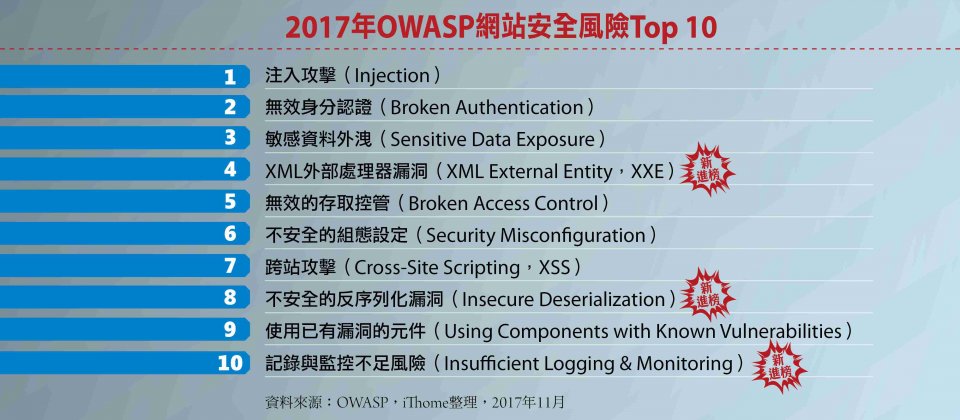 2017年OWASP網站安全風險Top 10
1 注入攻擊（Injection）
2 無效身分認證（Broken Authentication）
3 敏感資料外洩（Sensitive Data Exposure）
4 XML外部處理器漏洞（XML External Entity，XXE） 新進榜
5 無效的存取控管（Broken Access Control）
6 不安全的組態設定（Security Misconfiguration）
7 跨站攻擊（Cross-Site Scripting，XSS）
8 不安全的反序列化漏洞（Insecure Deserialization） 新進榜
9 使用已有漏洞的元件（Using Components with Known Vulnerabilities）
10 記錄與監控不足風險（Insufficient Logging & Monitoring） 新進榜
資料來源：OWASP，iThome整理，2017年11月